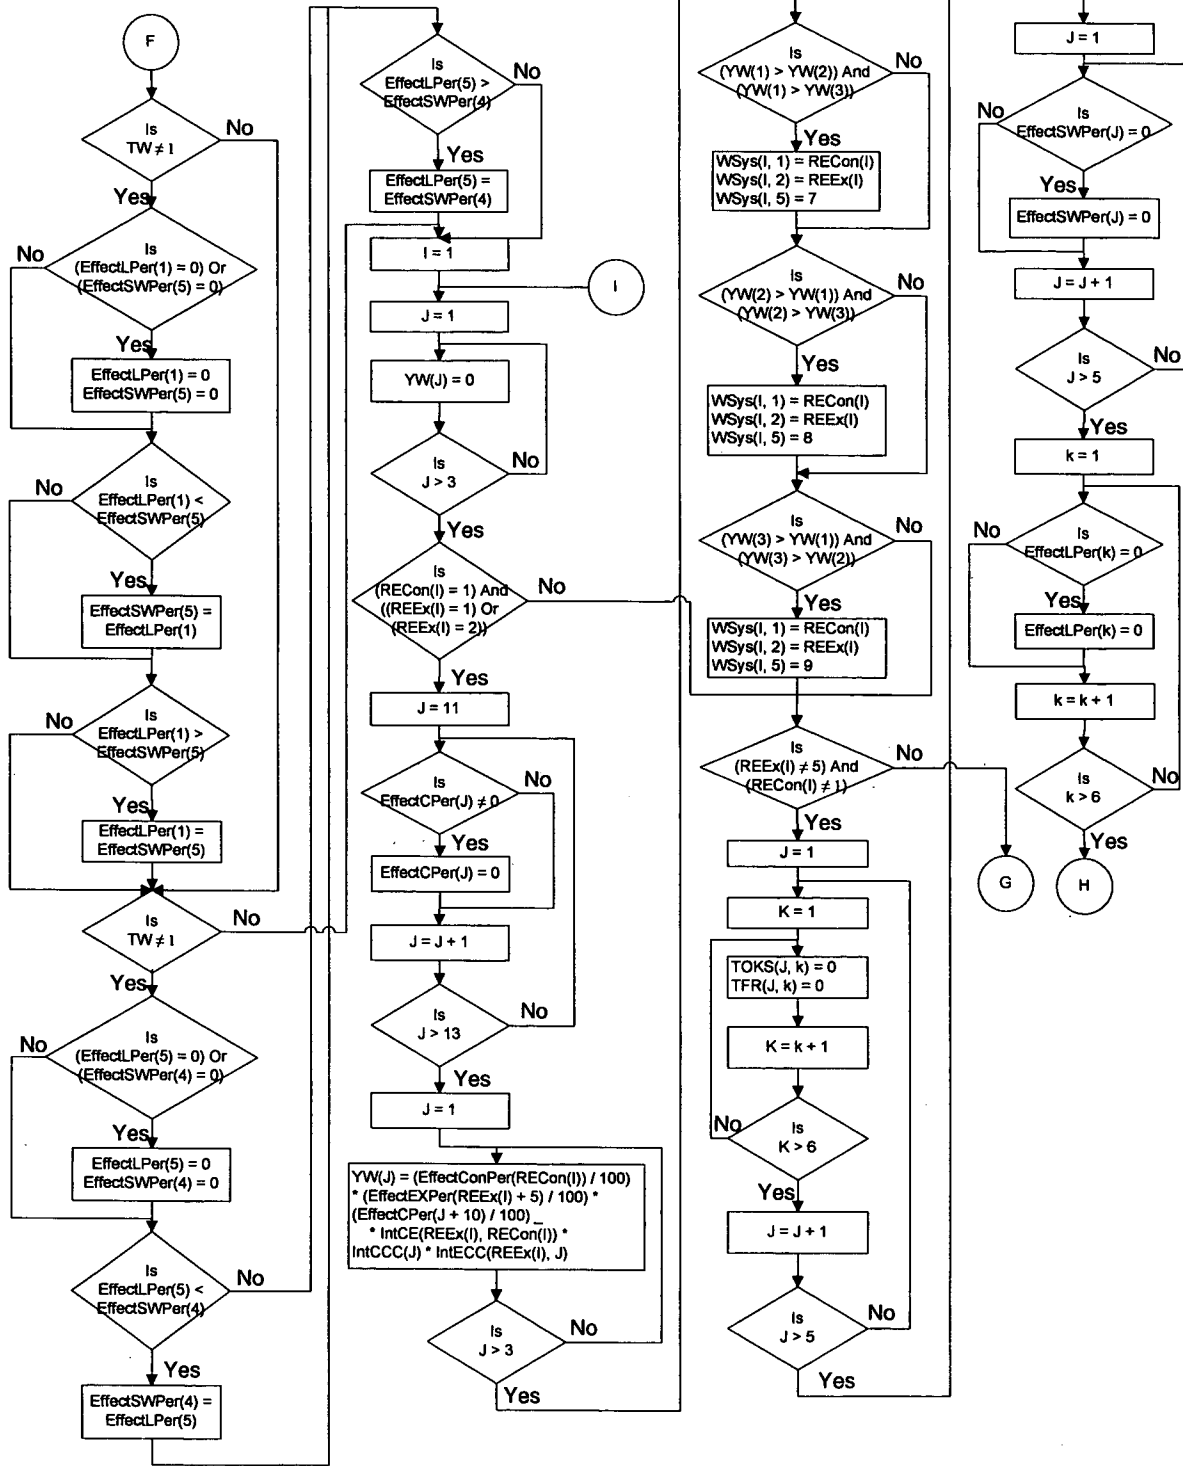 F
Is
TW ≠ 1
No
Yes
Is
(EffectLPer(1) = 0) Or
(EffectSWPer(5) = 0)
No
Yes
EffectLPer(1) = 0
EffectSWPer(5) = 0
Is
EffectLPer(1) <
EffectSWPer(5)
No
Yes
EffectSWPer(5) =
EffectLPer(1)
Is
EffectLPer(1) >
EffectSWPer(5)
No
Yes
EffectLPer(1) =
EffectSWPer(5)
Is
TW ≠ 1
No
Yes
Is
(EffectLPer(5) = 0) Or
(EffectSWPer(4) = 0)
No
Yes
EffectLPer(5) = 0
EffectSWPer(4) = 0
Is
EffectLPer(5) <
EffectSWPer(4)
No
Yes
EffectSWPer(4) =
EffectLPer(5)
Is
EffectLPer(5) >
EffectSWPer(4)
No
Yes
EffectLPer(5) =
EffectSWPer(4)
I = 1
I
J = 1
YW(J) = 0
Is
J > 3
No
Yes
Is
(RECon(I) = 1) And
((REEx(I) = 1) Or
(REEx(I) = 2))
No
Yes
J = 11
Is
EffectCPer(J) ≠ 0
No
Yes
EffectCPer(J) = 0
J = J + 1
Is
J > 13
No
Yes
J = 1
YW(J) = (EffectConPer(RECon(I)) / 100)
* (EffectEXPer(REEx(I) + 5) / 100) *
(EffectCPer(J + 10) / 100) _
* IntCE(REEx(I), RECon(I)) *
IntCCC(J) * IntECC(REEx(I), J)
Is
J > 3
No
Yes
Is
(YW(1) > YW(2)) And
(YW(1) > YW(3))
No
Yes
WSys(I, 1) = RECon(I)
WSys(I, 2) = REEx(I)
WSys(I, 5) = 7
Is
(YW(2) > YW(1)) And
(YW(2) > YW(3))
No
Yes
WSys(I, 1) = RECon(I)
WSys(I, 2) = REEx(I)
WSys(I, 5) = 8
Is
(YW(3) > YW(1)) And
(YW(3) > YW(2))
No
Yes
WSys(I, 1) = RECon(I)
WSys(I, 2) = REEx(I)
WSys(I, 5) = 9
Is
(REEx(I) ≠ 5) And
(RECon(I) ≠ 1)
No
Yes
J = 1
K = 1
TOKS(J, k) = 0
TFR(J, k) = 0
K = k + 1
Is
K > 6
No
Yes
J = J + 1
Is
J > 5
No
Yes
J = 1
Is
EffectSWPer(J) = 0
No
Yes
EffectSWPer(J) = 0
J = J + 1
Is
J > 5
No
Yes
k = 1
Is
EffectLPer(k) = 0
No
Yes
EffectLPer(k) = 0
k = k + 1
Is
k > 6
No
Yes
G
H